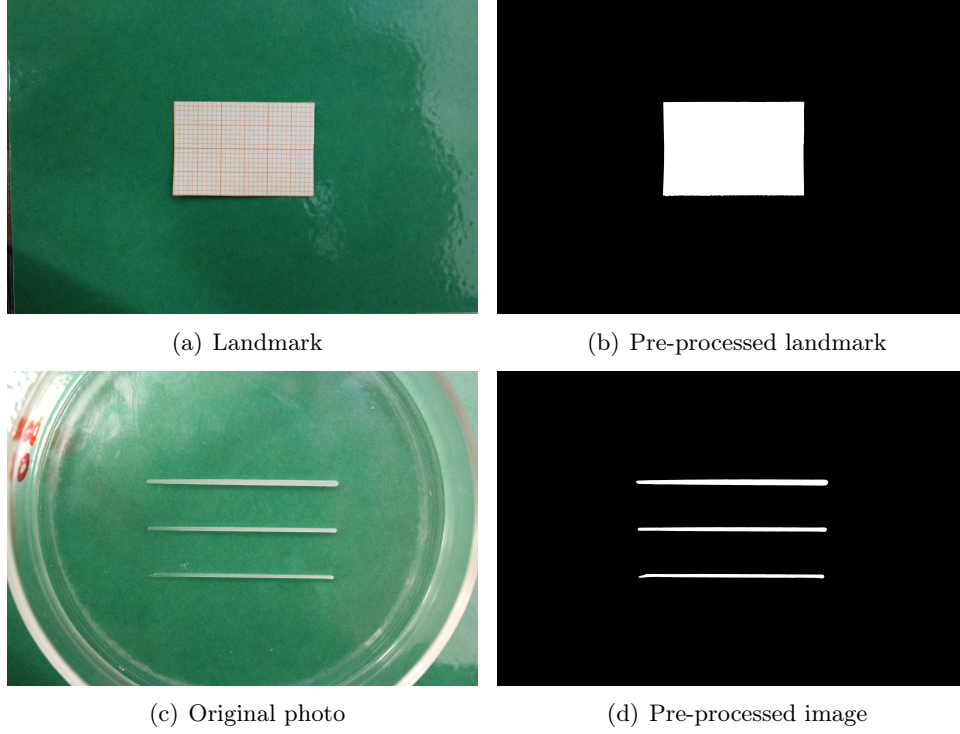 (a) Landmark
(b) Pre-processed landmark
(c) Original photo
(d) Pre-processed image